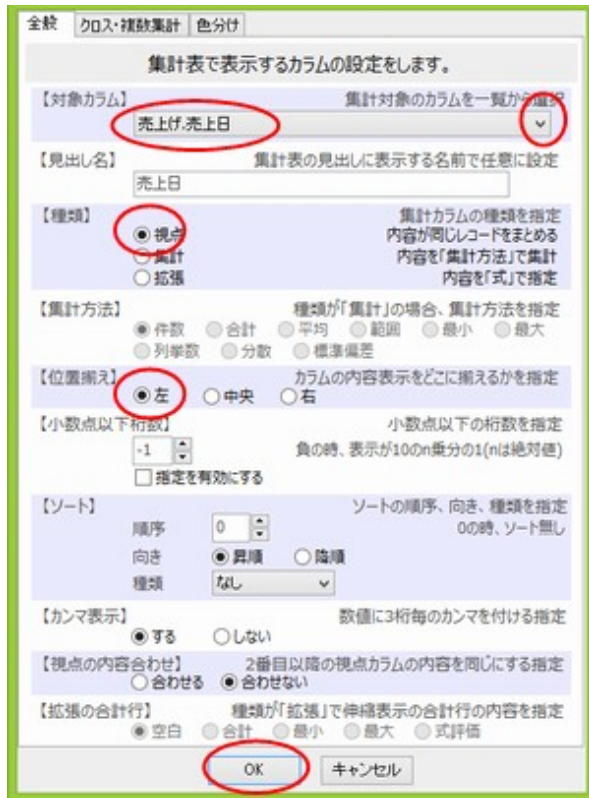 全般 クロス・複数集計 色分け
集計表で表示するカラムの設定をします。
【対象カラム】 集計対象のカラムを一覧から選択
売上げ.売上日
【見出し名】 集計表の見出しに表示する名前で任意に設定
売上日
【種類】 集計カラムの種類を指定
視点 内容が同じレコードをまとめる
集計 内容を「集計方法」で集計
拡張 内容を「式」で指定
【集計方法】 種類が「集計」の場合、集計方法を指定
件数 合計 平均 範囲 最小 最大
列挙数 分散 標準偏差
【位置揃え】 カラムの内容表示をどこに揃えるかを指定
左 中央 右
【小数点以下桁数】 小数点以下の桁数を指定
-1 負の時、表示が10のn乗分の1(nは絶対値)
指定を有効にする
【ソート】 ソートの順序、向き、種類を指定
順序 0 0の時、ソート無し
向き 昇順 降順
種類 なし
【カンマ表示】 数値に3桁毎のカンマを付ける指定
する しない
【視点の内容合わせ】 2番目以降の視点カラムの内容を同じにする指定
合わせる 合わせない
【拡張の合計行】 種類が「拡張」で伸縮表示の合計行の内容を指定
空白 合計 最小 最大 式評価
OK キャンセル